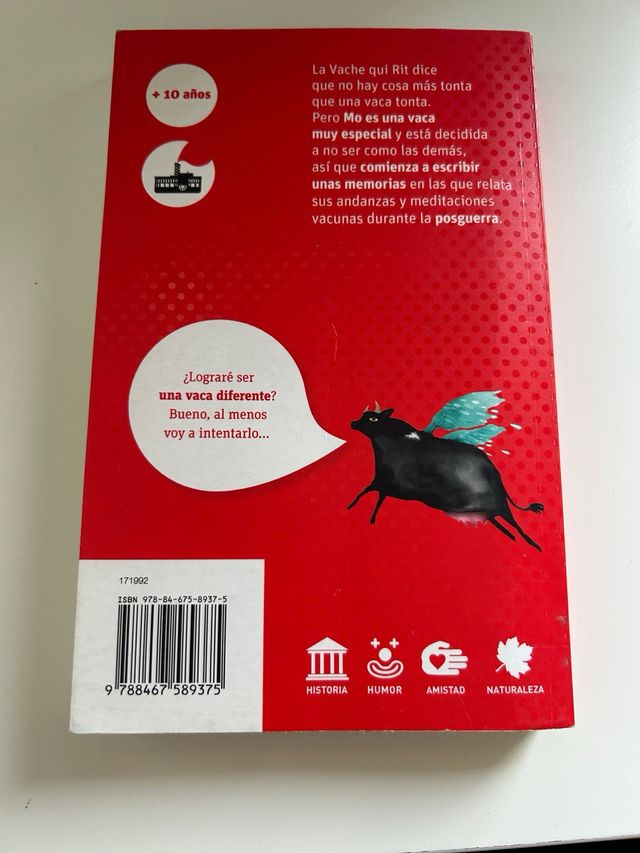 + 10 años
La Vache qui Rit dice
que no hay cosa más tonta
que una vaca tonta.
Pero Mo es una vaca
muy especial y está decidida
a no ser como las demás,
así que comienza a escribir
unas memorias en las que relata
sus andanzas y meditaciones
vacunas durante la posguerra.
¿Lograré ser
una vaca diferente?
Bueno, al menos
voy a intentarlo...
171992
ISBN 978-84-675-8937-5
9 788467 589375
HISTORIA HUMOR AMISTAD NATURALEZA